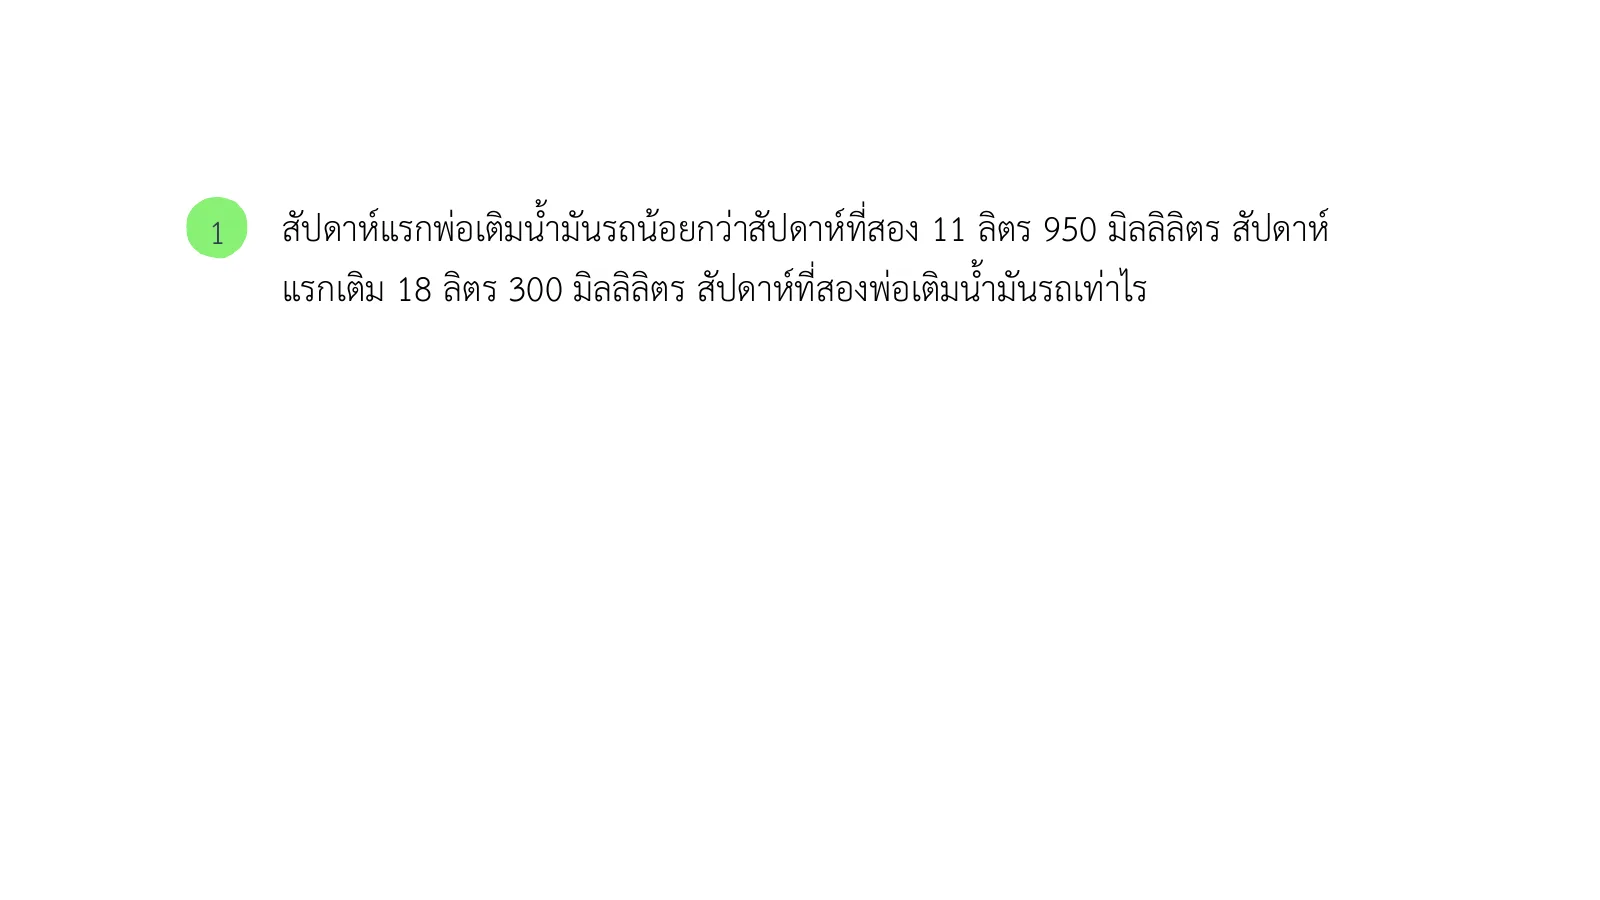 1 สัปดาห์แรกพ่อเติมน้ำมันรถน้อยกว่าสัปดาห์ที่สอง 11 ลิตร 950 มิลลิลิตร สัปดาห์
แรกเติม 18 ลิตร 300 มิลลิลิตร สัปดาห์ที่สองพ่อเติมน้ำมันรถเท่าไร